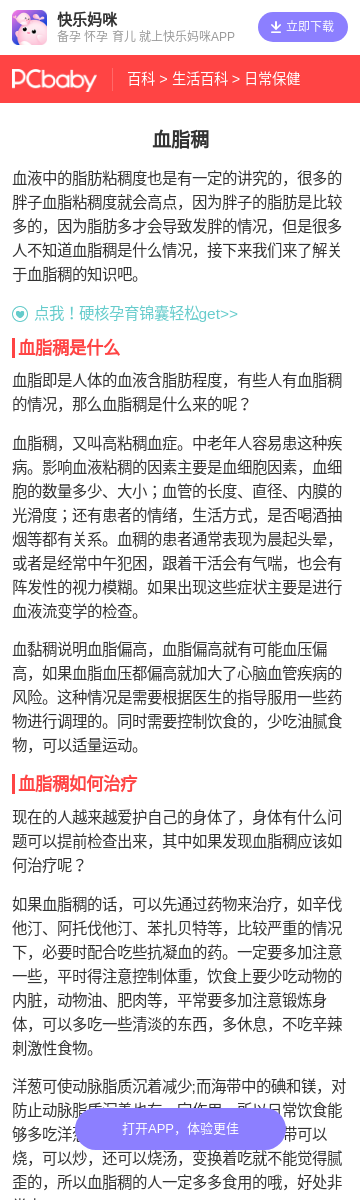 快乐妈咪
备孕 怀孕 育儿 就上快乐妈咪APP
立即下载
PCbaby
百科 > 生活百科 > 日常保健
血脂稠
血液中的脂肪粘稠度也是有一定的讲究的，很多的
胖子血脂粘稠度就会高点，因为胖子的脂肪是比较
多的，因为脂肪多才会导致发胖的情况，但是很多
人不知道血脂稠是什么情况，接下来我们来了解关
于血脂稠的知识吧。
点我！硬核孕育锦囊轻松get>>
血脂稠是什么
血脂即是人体的血液含脂肪程度，有些人有血脂稠
的情况，那么血脂稠是什么来的呢？
血脂稠，又叫高粘稠血症。中老年人容易患这种疾
病。影响血液粘稠的因素主要是血细胞因素，血细
胞的数量多少、大小；血管的长度、直径、内膜的
光滑度；还有患者的情绪，生活方式，是否喝酒抽
烟等都有关系。血稠的患者通常表现为晨起头晕，
或者是经常中午犯困，跟着干活会有气喘，也会有
阵发性的视力模糊。如果出现这些症状主要是进行
血液流变学的检查。
血黏稠说明血脂偏高，血脂偏高就有可能血压偏
高，如果血脂血压都偏高就加大了心脑血管疾病的
风险。这种情况是需要根据医生的指导服用一些药
物进行调理的。同时需要控制饮食的，少吃油腻食
物，可以适量运动。
血脂稠如何治疗
现在的人越来越爱护自己的身体了，身体有什么问
题可以提前检查出来，其中如果发现血脂稠应该如
何治疗呢？
如果血脂稠的话，可以先通过药物来治疗，如辛伐
他汀、阿托伐他汀、苯扎贝特等，比较严重的情况
下，必要时配合吃些抗凝血的药。一定要多加注意
一些，平时得注意控制体重，饮食上要少吃动物的
内脏，动物油、肥肉等，平常要多加注意锻炼身
体，可以多吃一些清淡的东西，多休息，不吃辛辣
刺激性食物。
洋葱可使动脉脂质沉着减少;而海带中的碘和镁，对
防止动脉脂质沉着也有一定作用。所以日常饮食能
够多吃洋葱 带可以
打开APP，体验更佳
烧，可以炒，还可以烧汤，变换着吃就不能觉得腻
歪的，所以血脂稠的人一定多多食用的哦，好处非